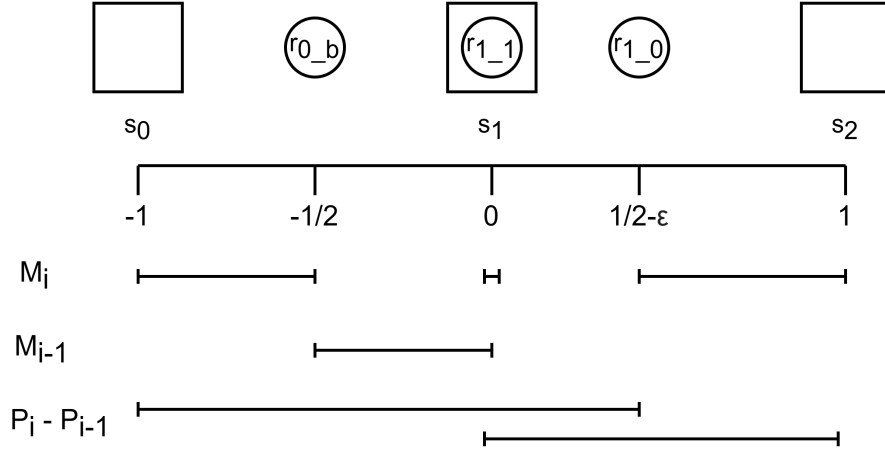 r0_b r1_1 r1_0
s0 s1 s2
-1 -1/2 0 1/2-ε 1
Mi
Mi-1
Pi - Pi-1